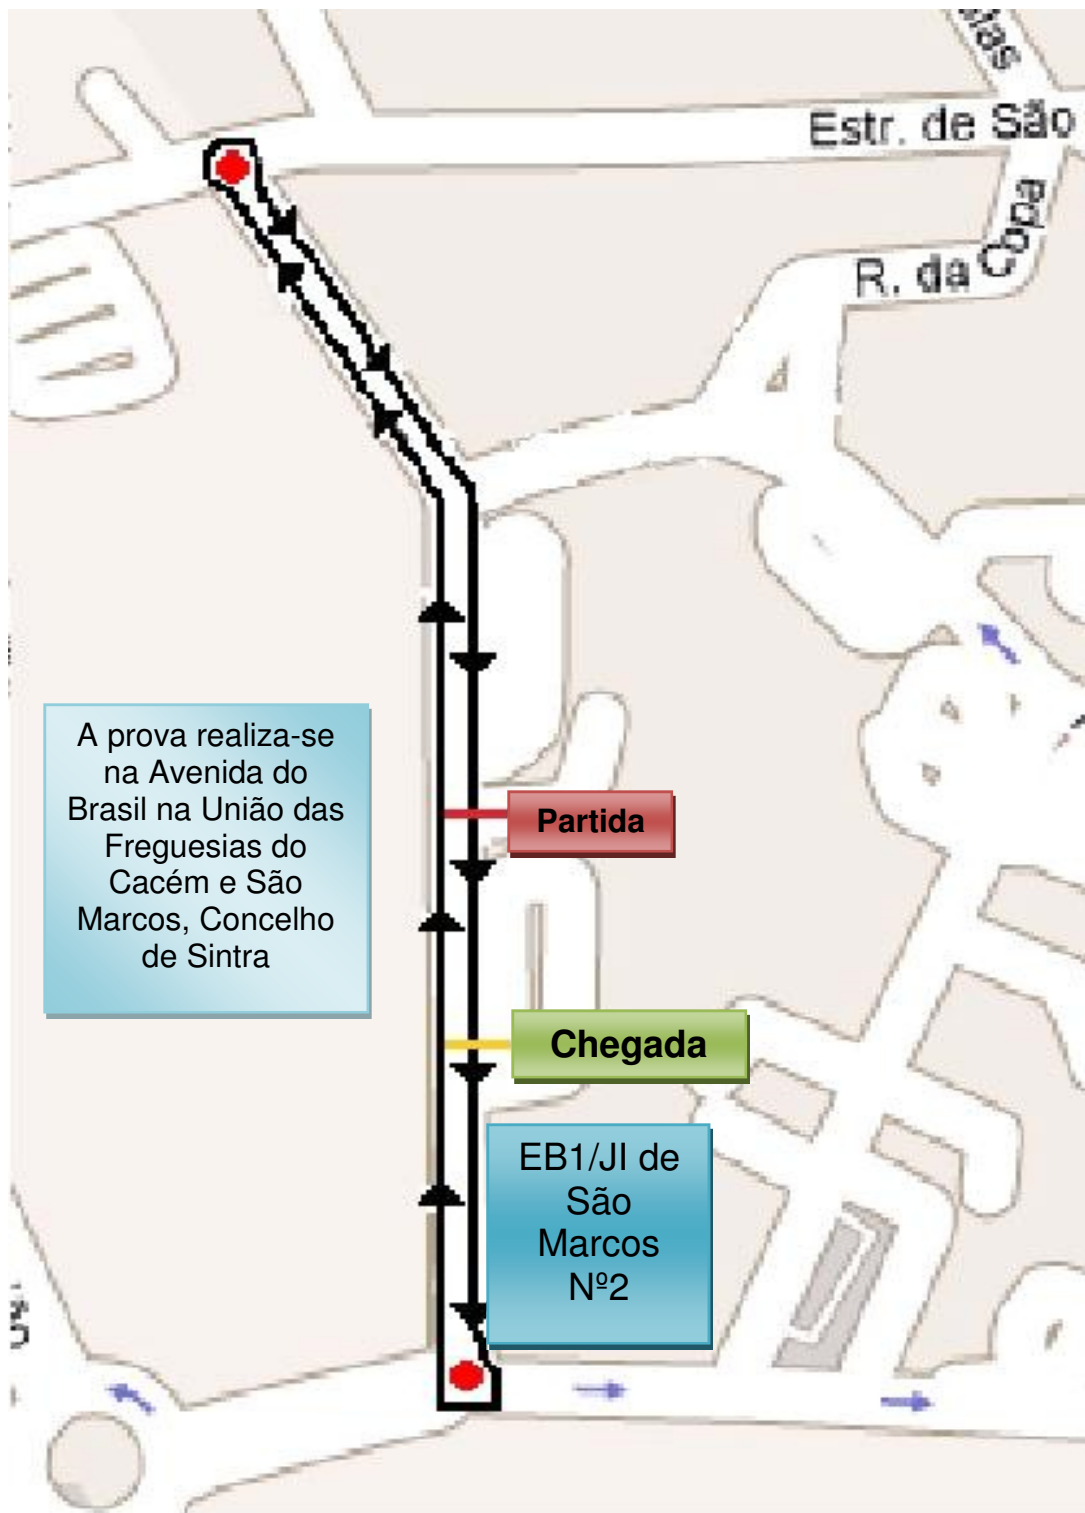 Estr. de São
R. da Copa
A prova realiza-se
na Avenida do
Brasil na União das
Freguesias do
Cacém e São
Marcos, Concelho
de Sintra
Partida
Chegada
EB1/JI de
São
Marcos
Nº2